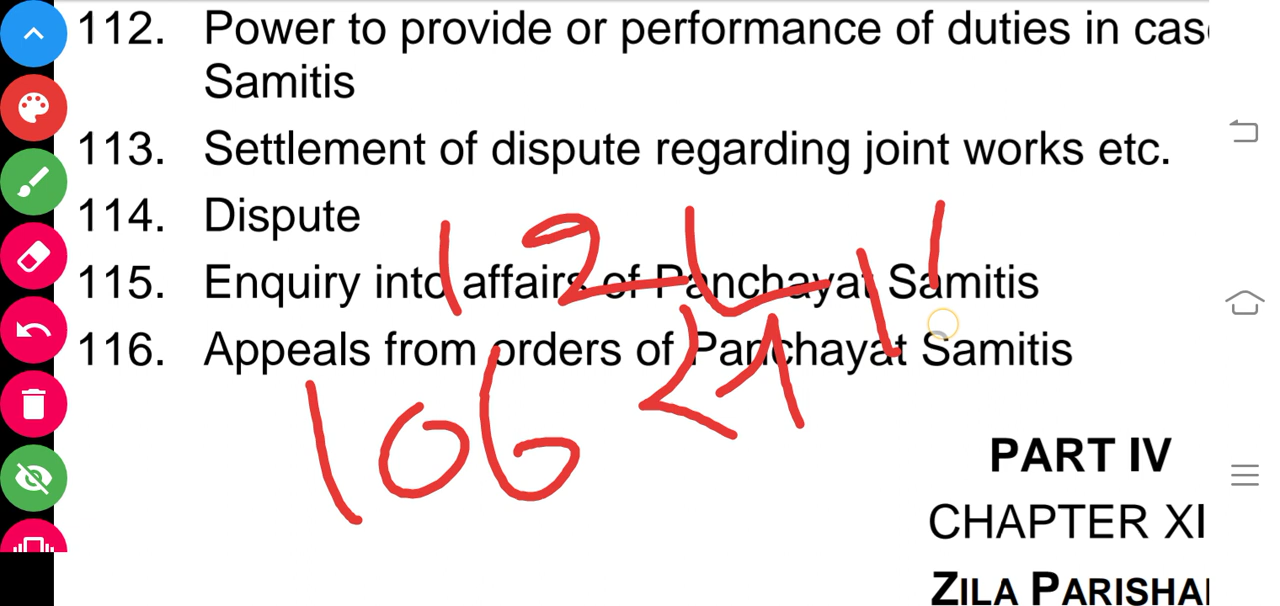 112. Power to provide or performance of duties in cas
Samitis
113. Settlement of dispute regarding joint works etc.
114. Dispute
115. Enquiry into affairs of Panchayat Samitis
116. Appeals from orders of Panchayat Samitis
106
PART IV
CHAPTER XI
ZILA PARISHA